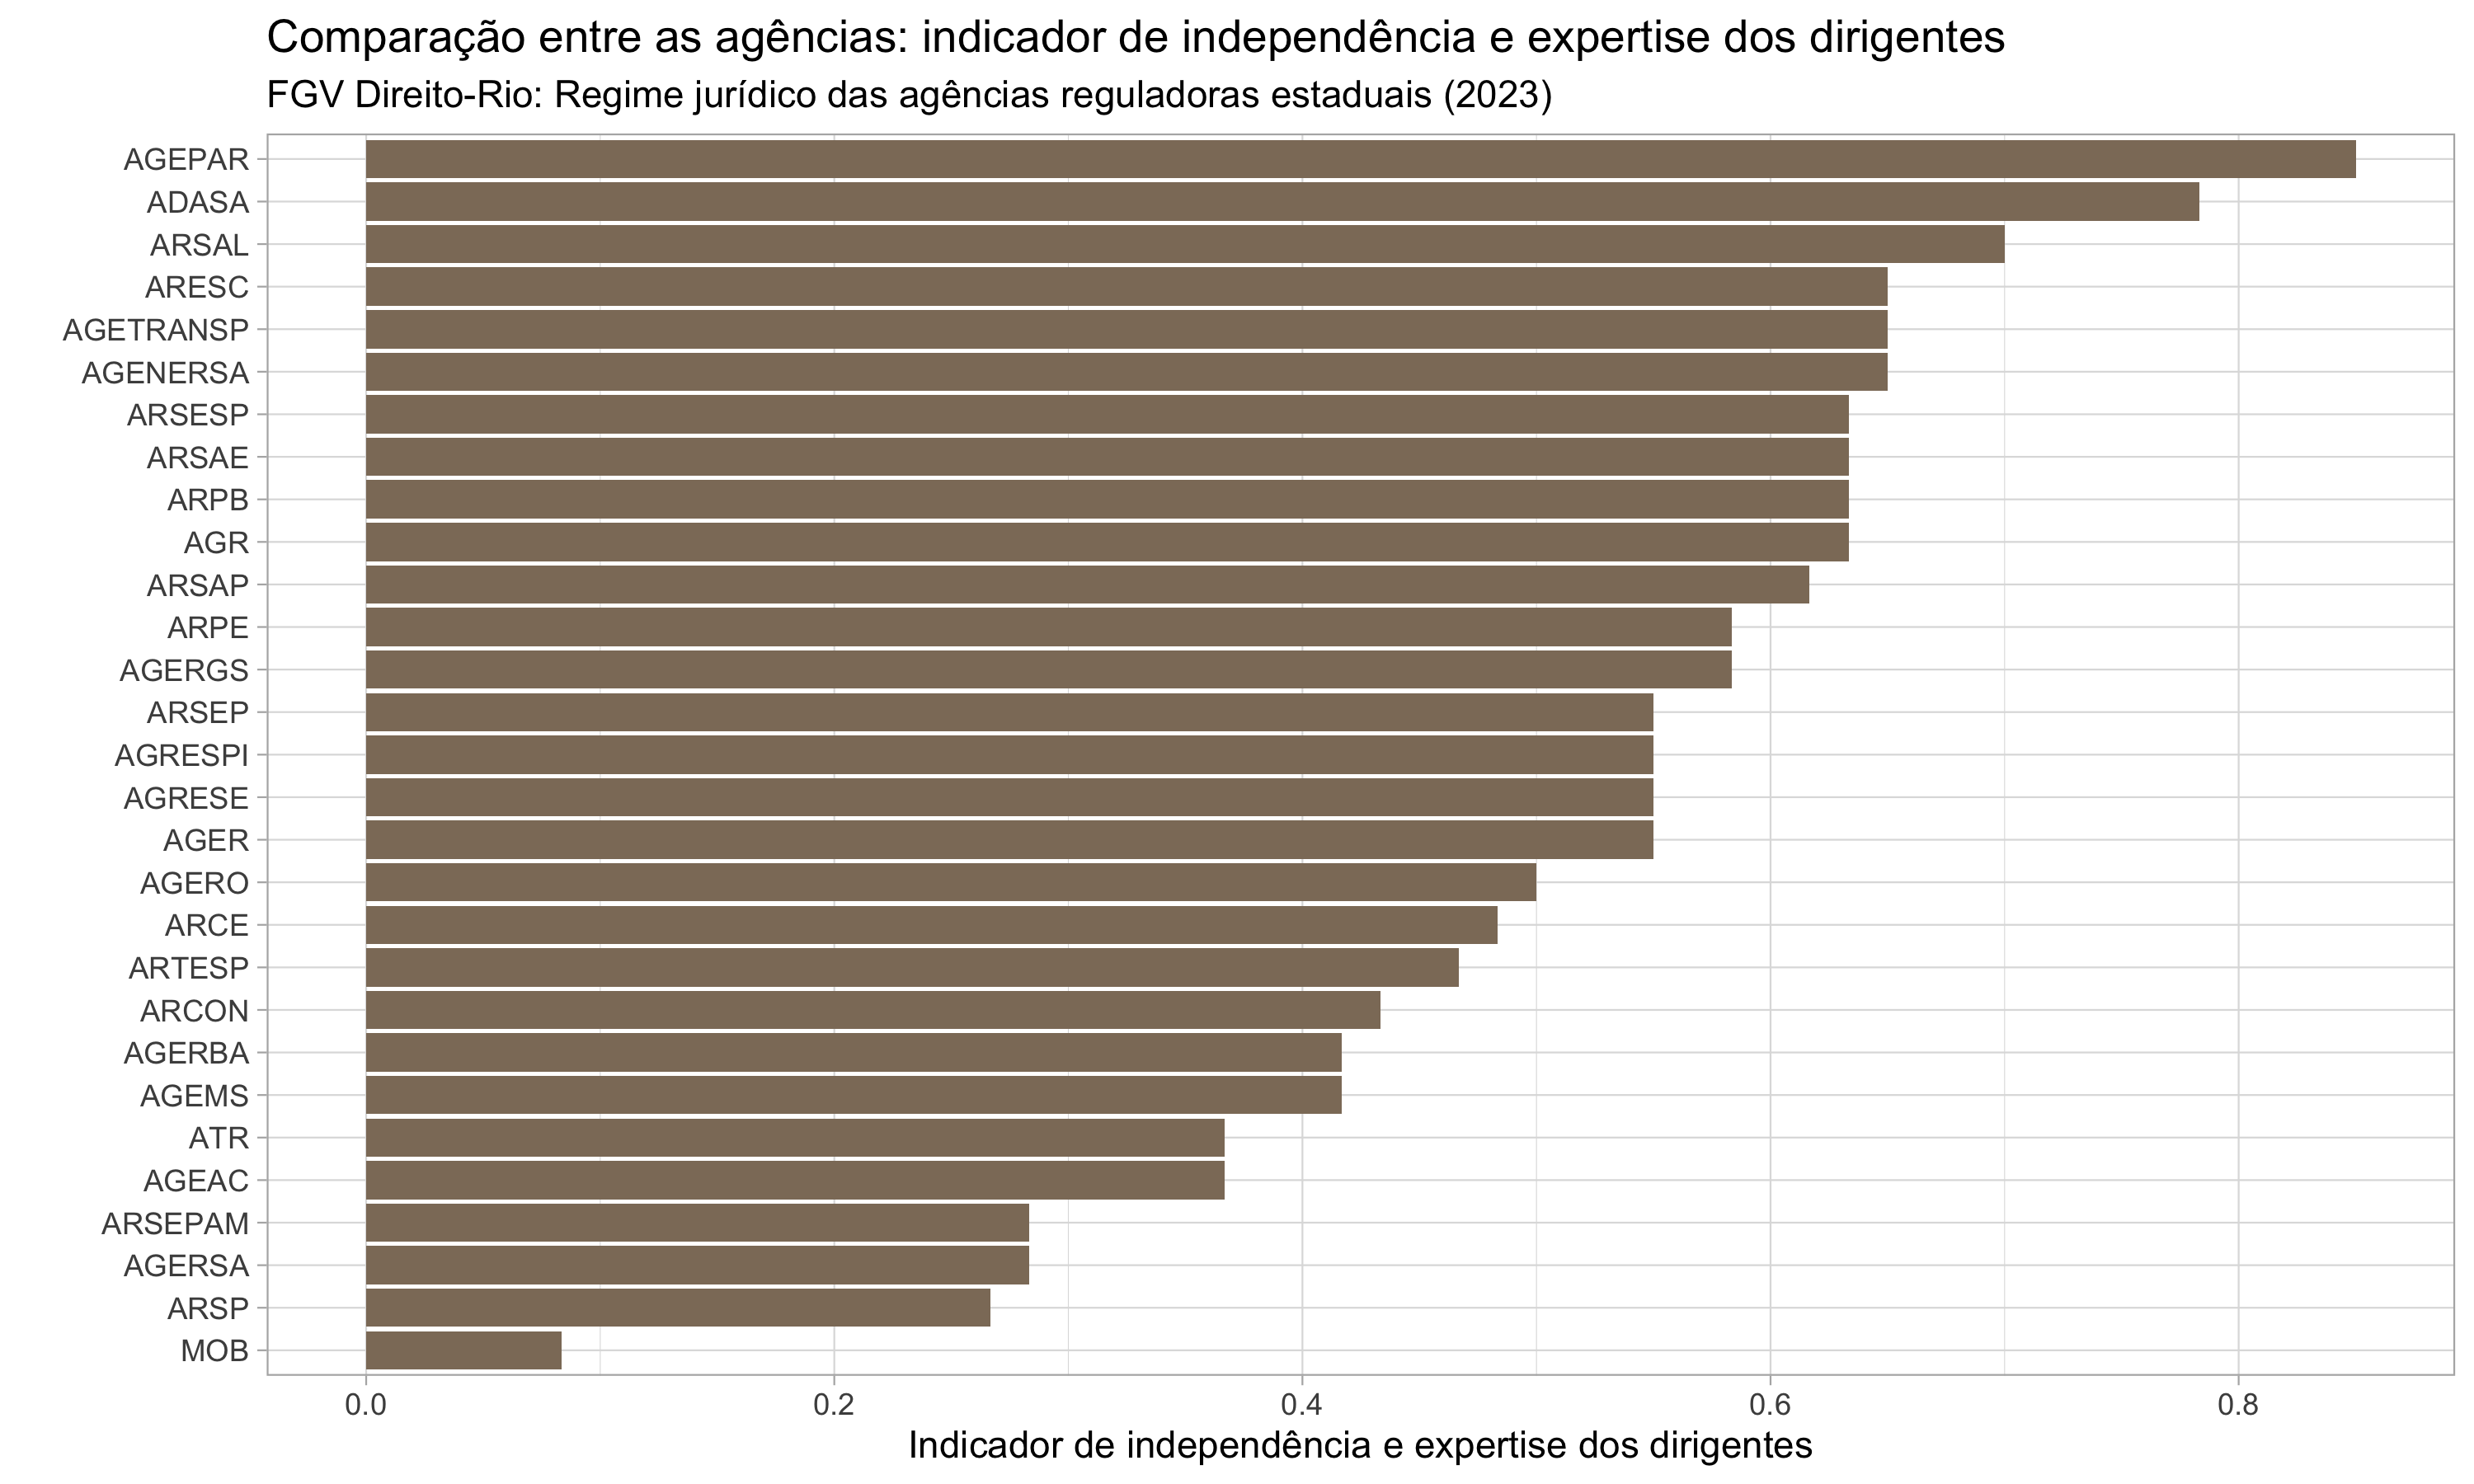 Comparação entre as agências: indicador de independência e expertise dos dirigentes
FGV Direito-Rio: Regime jurídico das agências reguladoras estaduais (2023)
AGEPAR
ADASA
ARSAL
ARESC
AGETRANSP
AGENERSA
ARSESP
ARSAE
ARPB
AGR
ARSAP
ARPE
AGERGS
ARSEP
AGRESPI
AGRESE
AGER
AGERO
ARCE
ARTESP
ARCON
AGERBA
AGEMS
ATR
AGEAC
ARSEPAM
AGERSA
ARSP
MOB
0.0 0.2 0.4 0.6 0.8
Indicador de independência e expertise dos dirigentes